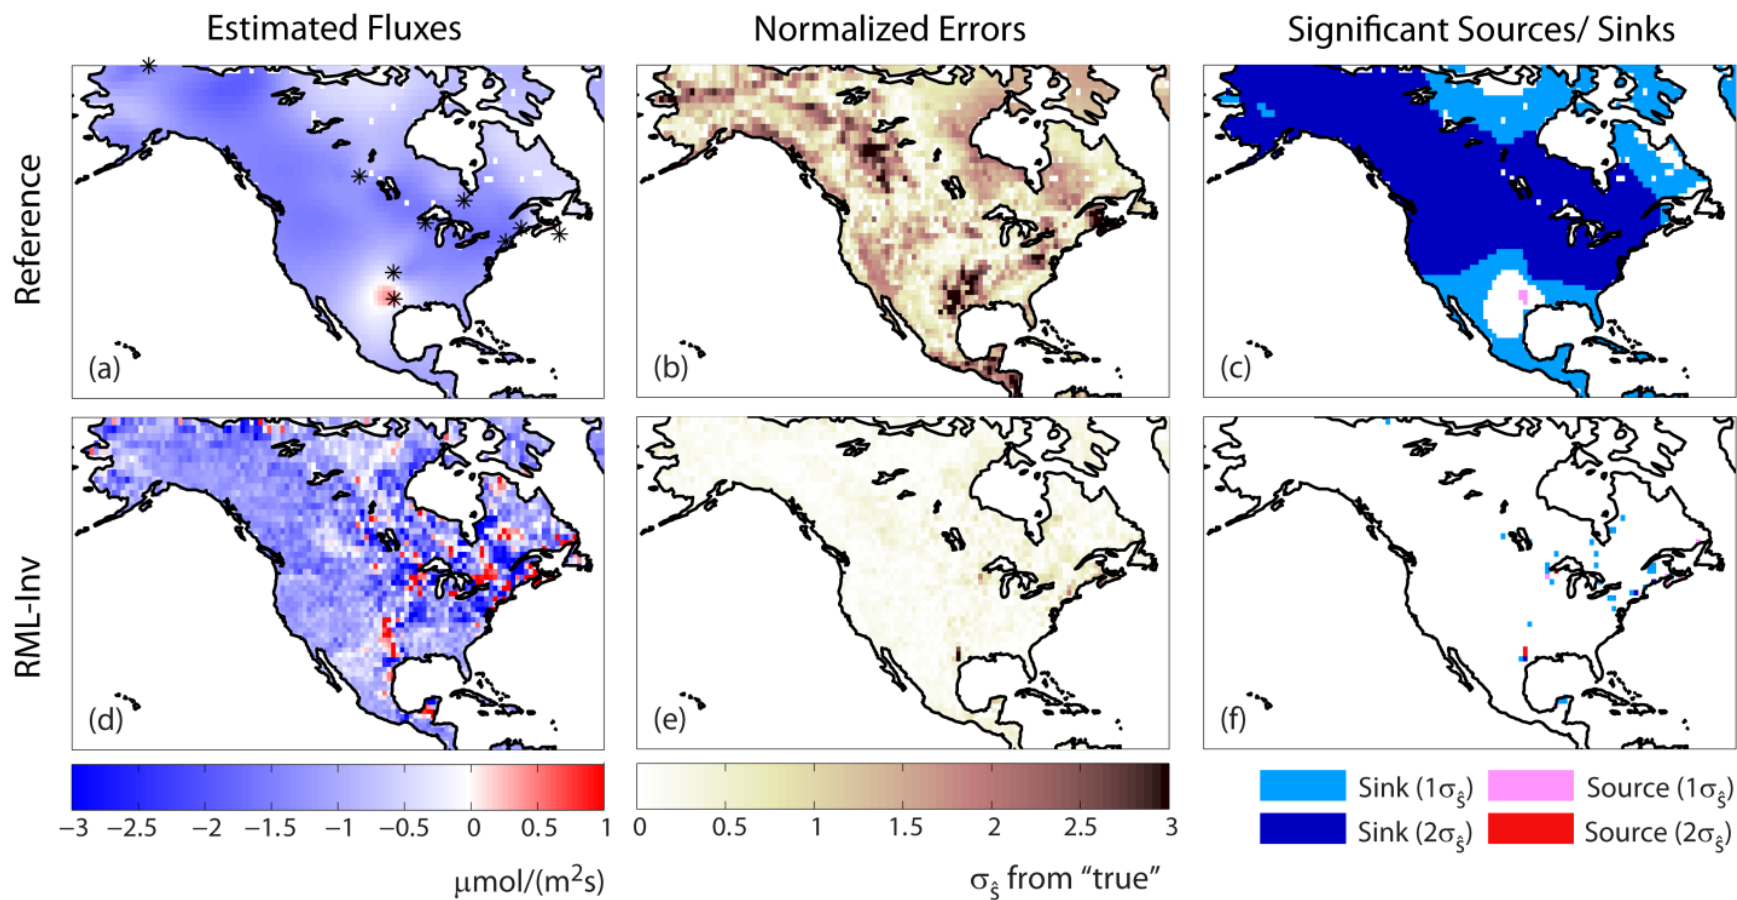 Estimated Fluxes
Normalized Errors
Significant Sources/ Sinks
Reference
(a)
(b)
(c)
RML-Inv
(d)
(e)
(f)
−3 −2.5 −2 −1.5 −1 −0.5 0 0.5 1
μmol/(m²s)
0 0.5 1 1.5 2 2.5 3
σŝ from “true”
Sink (1σŝ)
Source (1σŝ)
Sink (2σŝ)
Source (2σŝ)